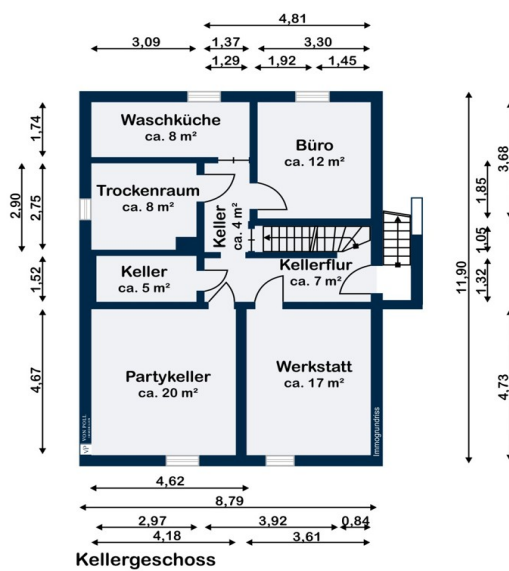 4,81
3,09
1,37
3,30
1,29
1,92
1,45
Waschküche
ca. 8 m²
Büro
ca. 12 m²
1,74
3,68
Trockenraum
ca. 8 m²
2,90
2,75
1,85
Keller
ca. 4 m²
1,05
Keller
ca. 5 m²
Kellerflur
ca. 7 m²
1,52
1,32
11,90
Partykeller
ca. 20 m²
Werkstatt
ca. 17 m²
4,67
4,73
VP VON POLL
Immogrundriss
4,62
8,79
2,97
3,92
0,84
4,18
3,61
Kellergeschoss